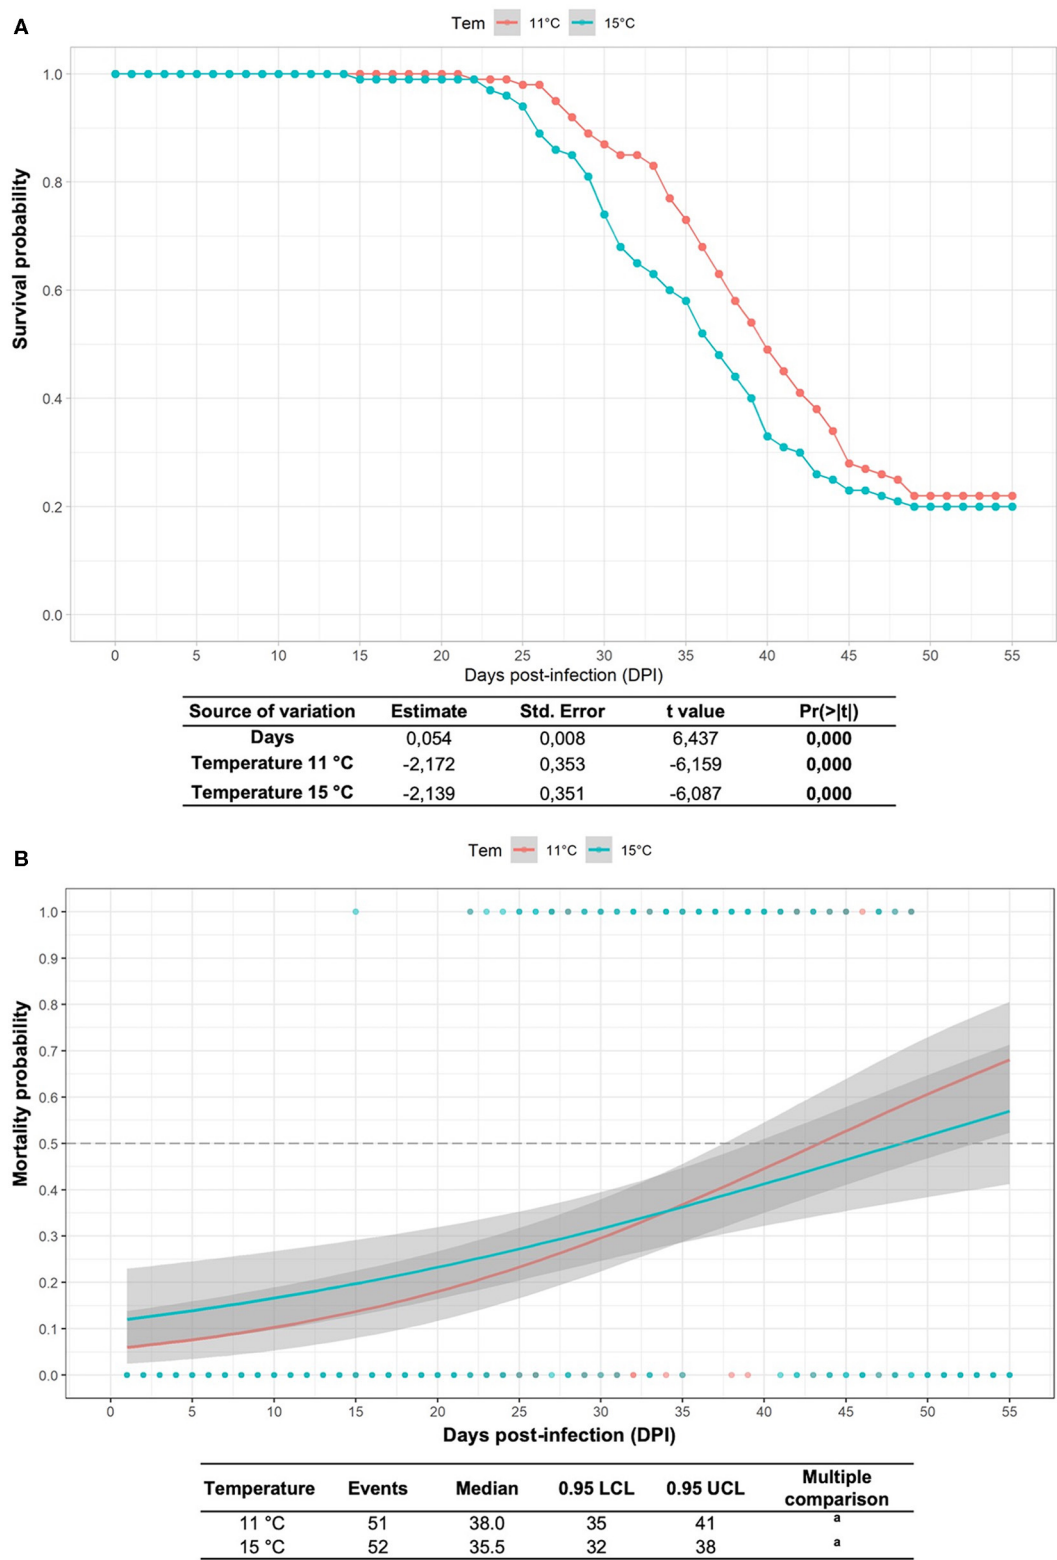 A
Tem 11°C 15°C
1.0
0.8
0.6
0.4
0.2
0.0
Survival probability
0 5 10 15 20 25 30 35 40 45 50 55
Days post-infection (DPI)
Source of variation Estimate Std. Error t value Pr(>|t|)
Days 0,054 0,008 6,437 0,000
Temperature 11 °C -2,172 0,353 -6,159 0,000
Temperature 15 °C -2,139 0,351 -6,087 0,000
B
Tem 11°C 15°C
1.0
0.9
0.8
0.7
0.6
0.5
0.4
0.3
0.2
0.1
0.0
Mortality probability
0 5 10 15 20 25 30 35 40 45 50 55
Days post-infection (DPI)
Temperature Events Median 0.95 LCL 0.95 UCL Multiple comparison
11 °C 51 38.0 35 41 a
15 °C 52 35.5 32 38 a